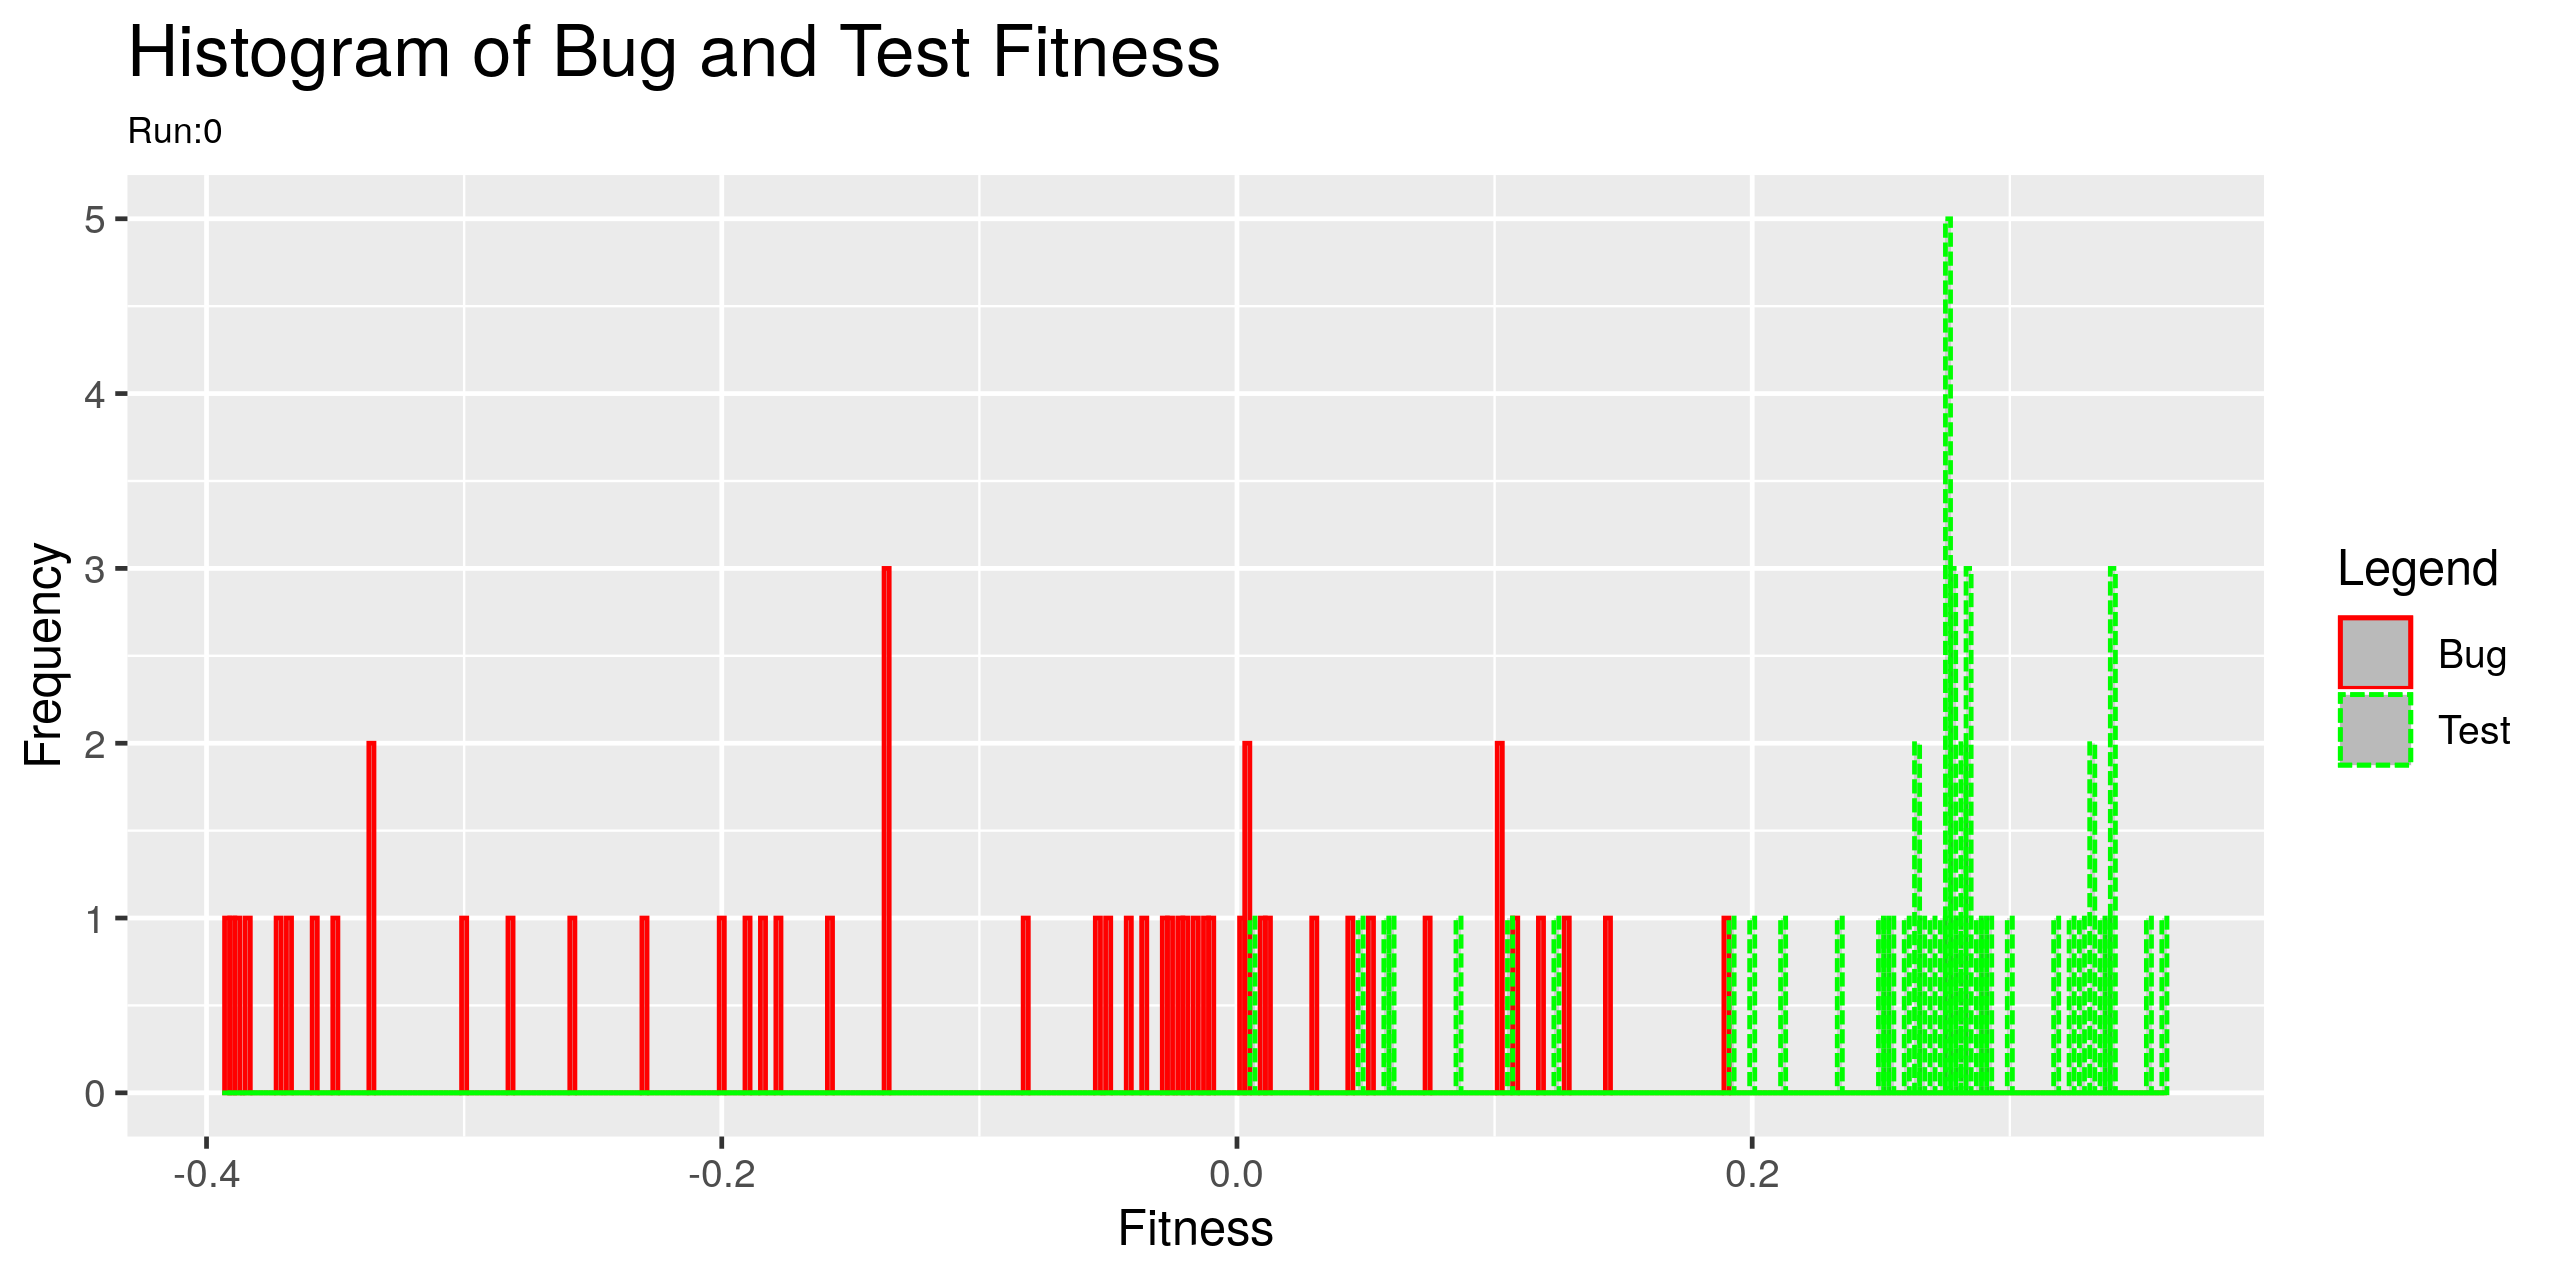 Histogram of Bug and Test Fitness
Run:0
5
4
3
2
1
0
Frequency
-0.4 -0.2 0.0 0.2
Fitness
Legend
Bug
Test